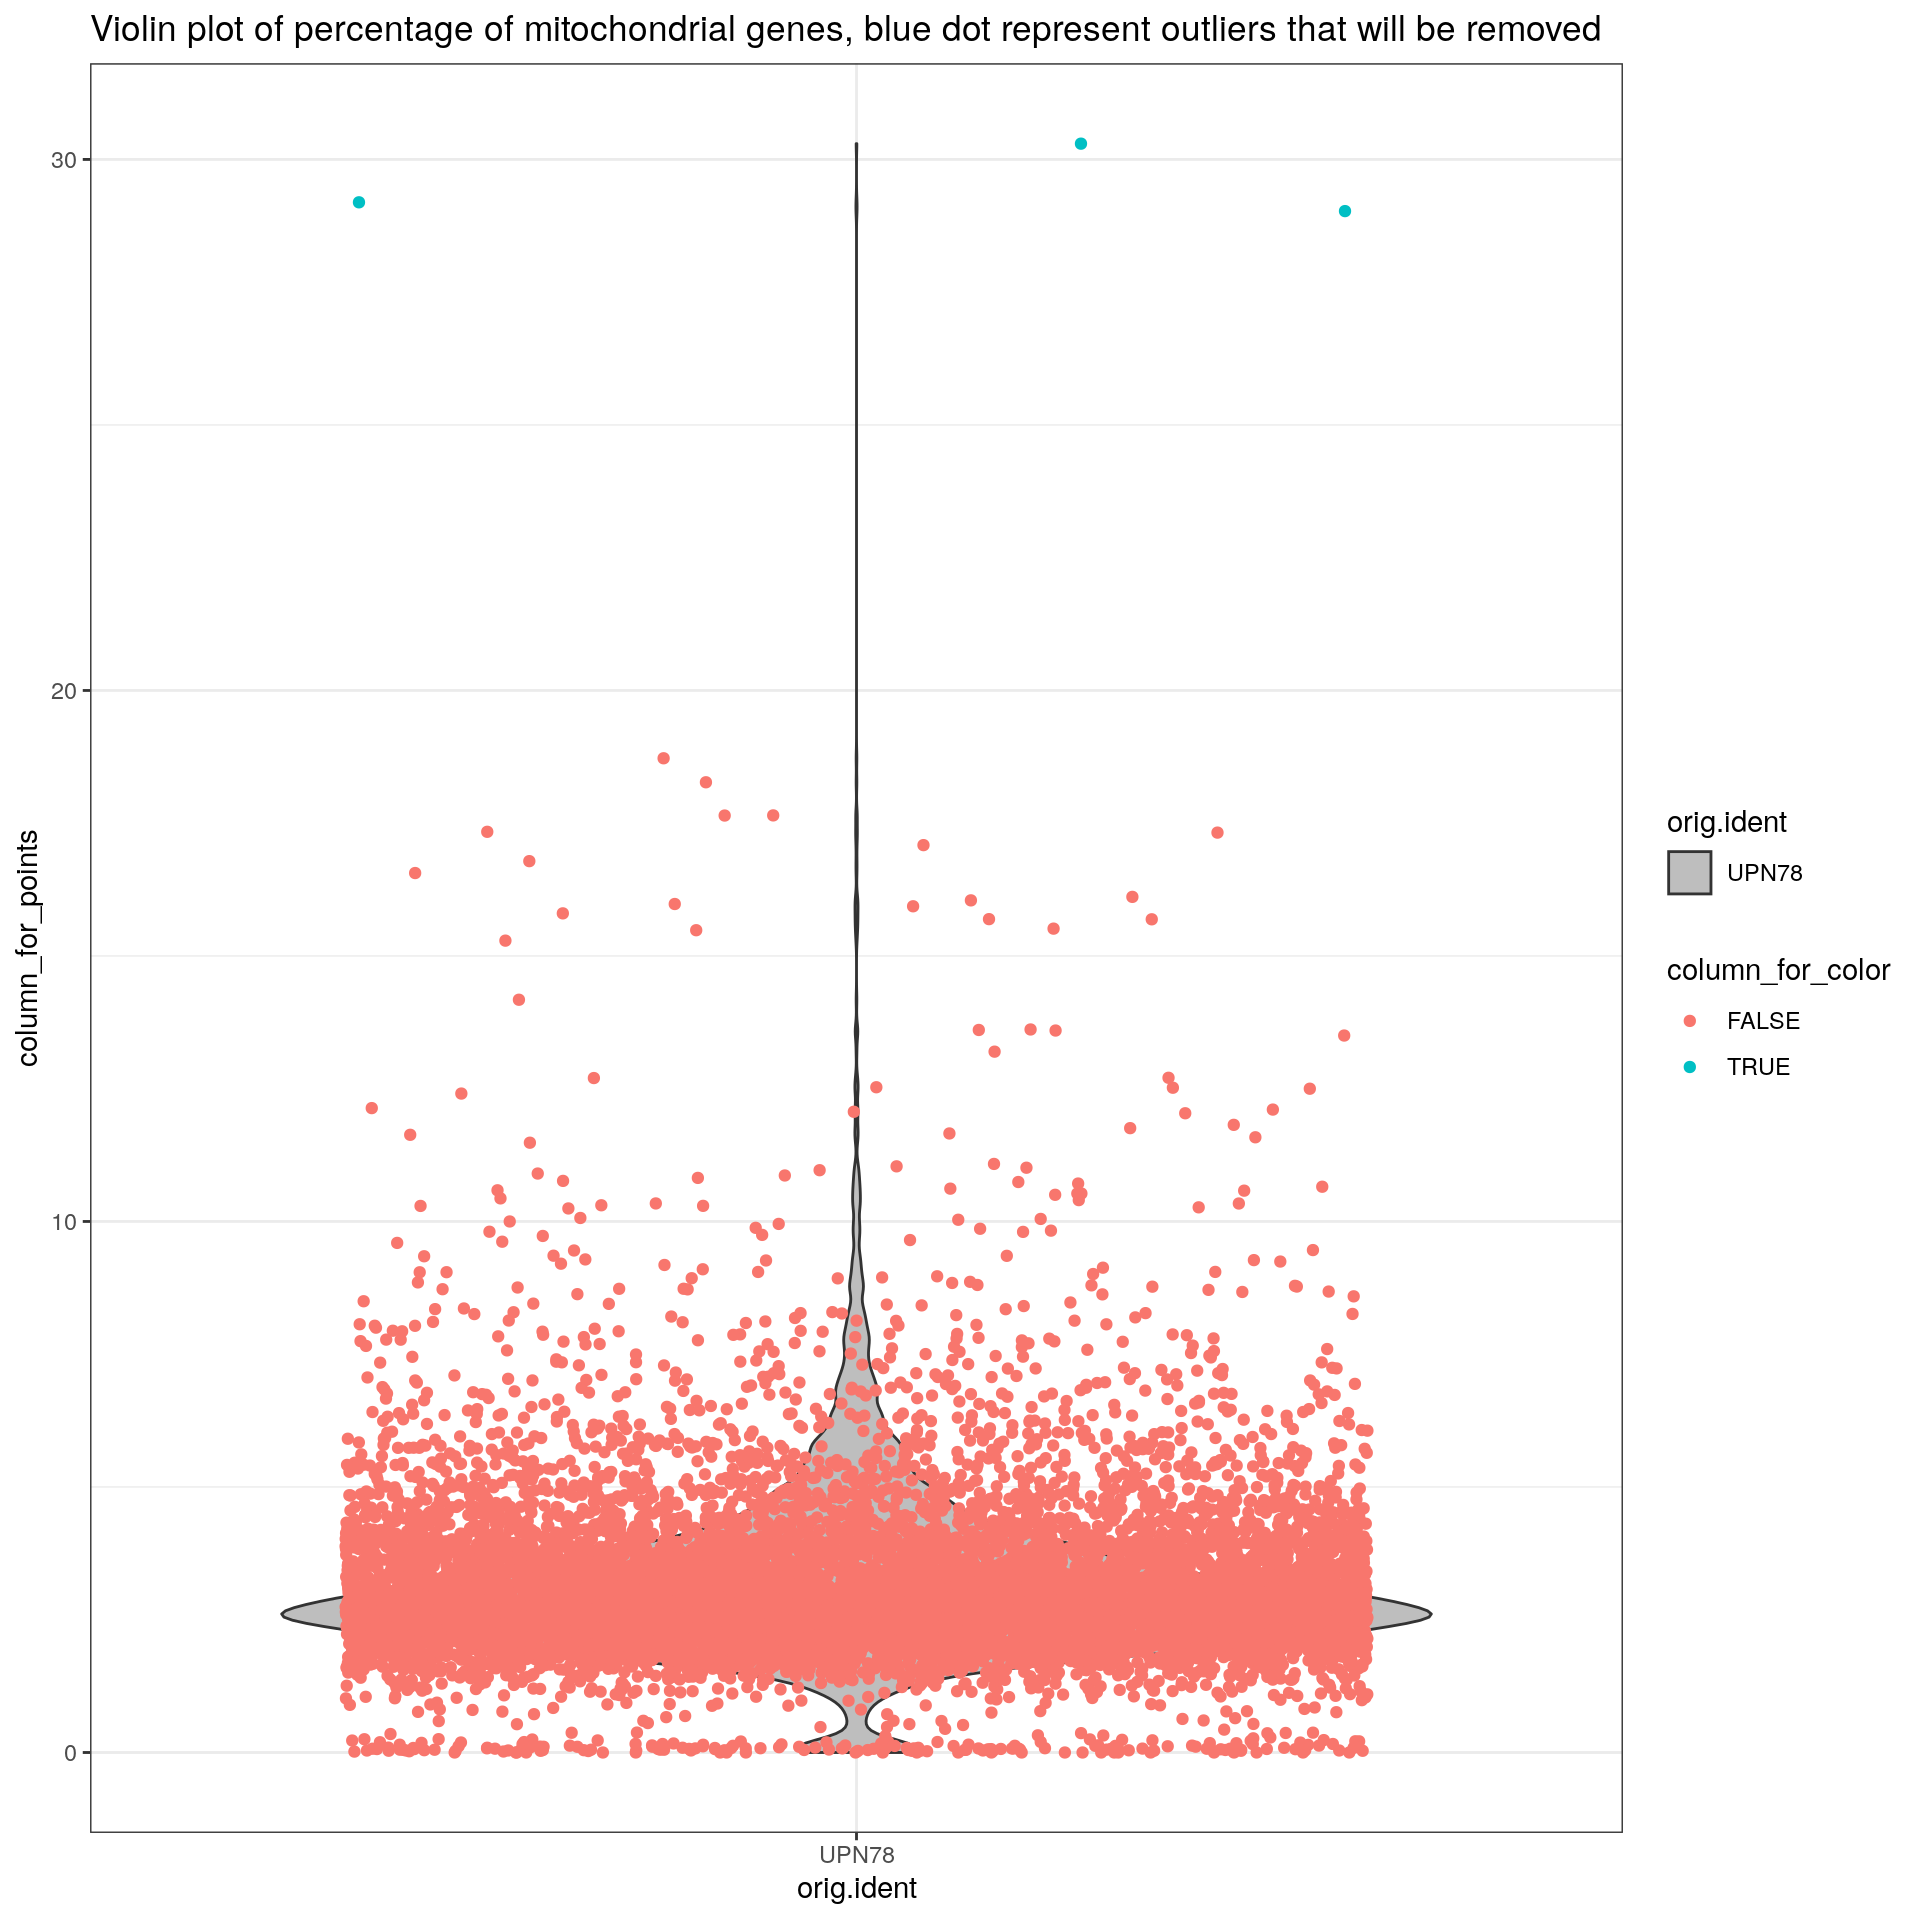 Violin plot of percentage of mitochondrial genes, blue dot represent outliers that will be removed
30
20
10
0
column_for_points
UPN78
orig.ident
orig.ident
UPN78
column_for_color
FALSE
TRUE